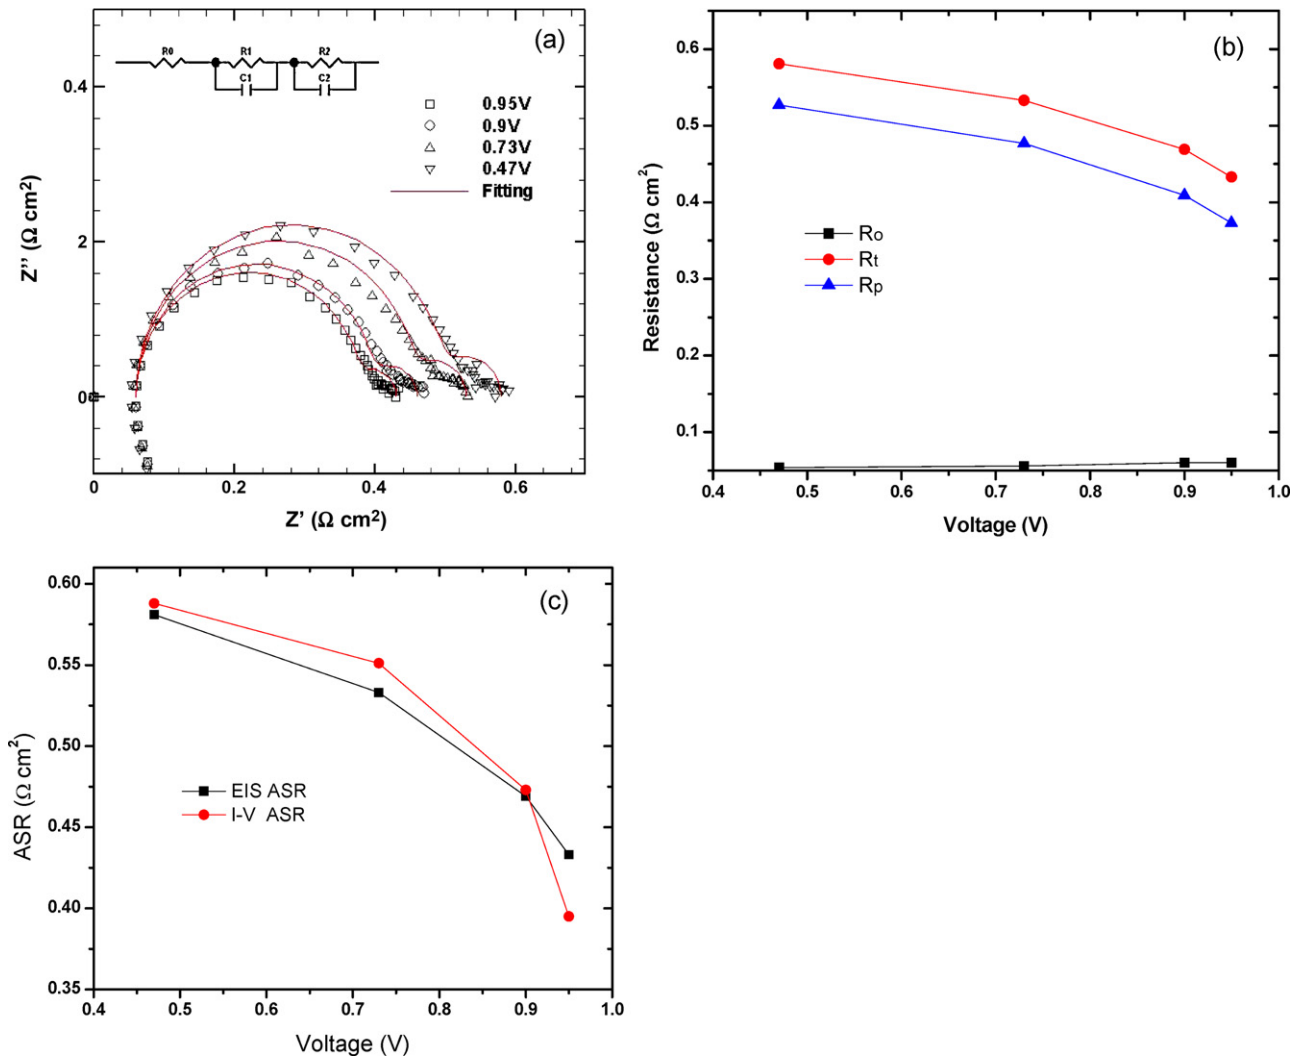 (a)
R0 R1 R2
C1 C2
0.4
0.95V
0.9V
0.73V
0.47V
Fitting
2
0
Z'' (Ω cm2)
0 0.2 0.4 0.6
Z' (Ω cm2)
(b)
0.6
0.5
0.4
0.3
0.2
0.1
Resistance (Ω cm²)
Ro
Rt
Rp
0.4 0.5 0.6 0.7 0.8 0.9 1.0
Voltage (V)
(c)
0.60
0.55
0.50
0.45
0.40
0.35
ASR (Ω cm²)
EIS ASR
I-V ASR
0.4 0.5 0.6 0.7 0.8 0.9 1.0
Voltage (V)